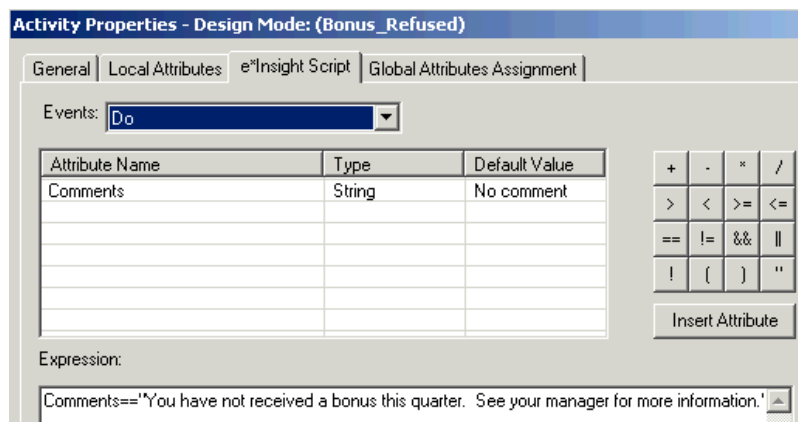 Activity Properties - Design Mode: (Bonus_Refused)
General Local Attributes e*Insight Script Global Attributes Assignment
Events: Do
Attribute Name Type Default Value
Comments String No comment
+ - * /
> < >= <=
== != && ||
! ( ) "
Insert Attribute
Expression:
Comments=="You have not received a bonus this quarter.  See your manager for more information."